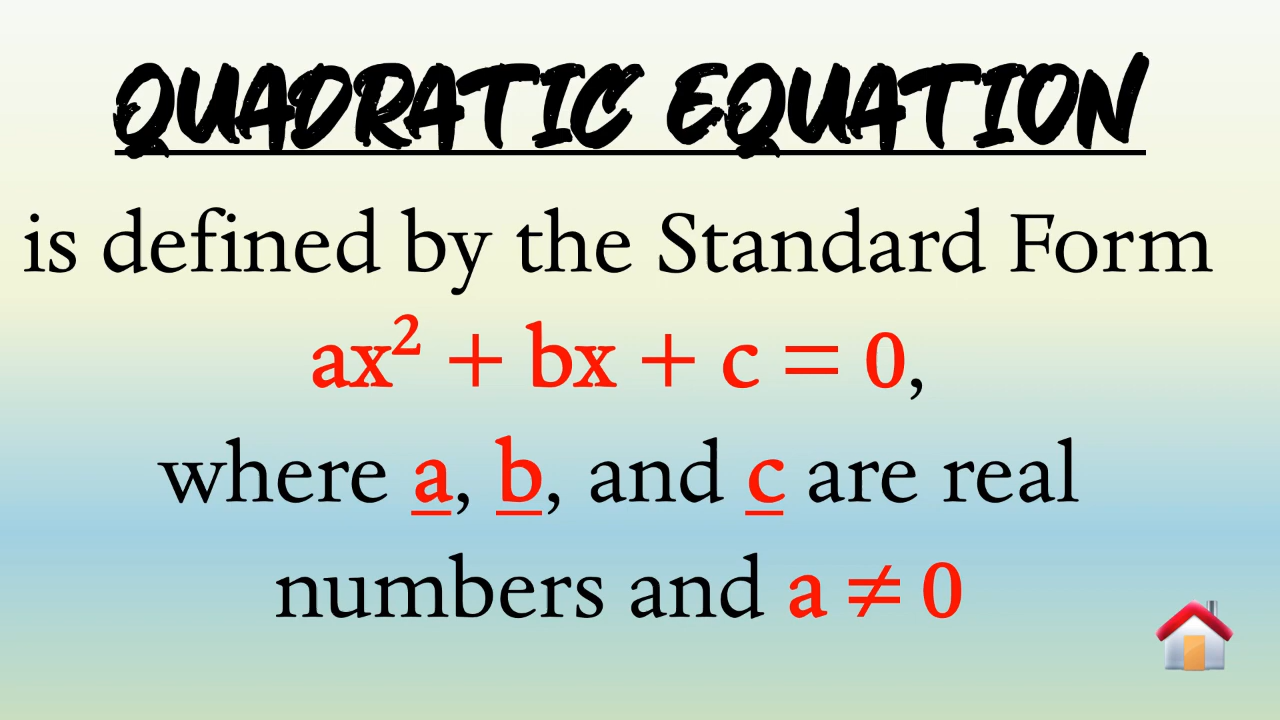 QUADRATIC EQUATION
is defined by the Standard Form
ax² + bx + c = 0,
where a, b, and c are real
numbers and a ≠ 0